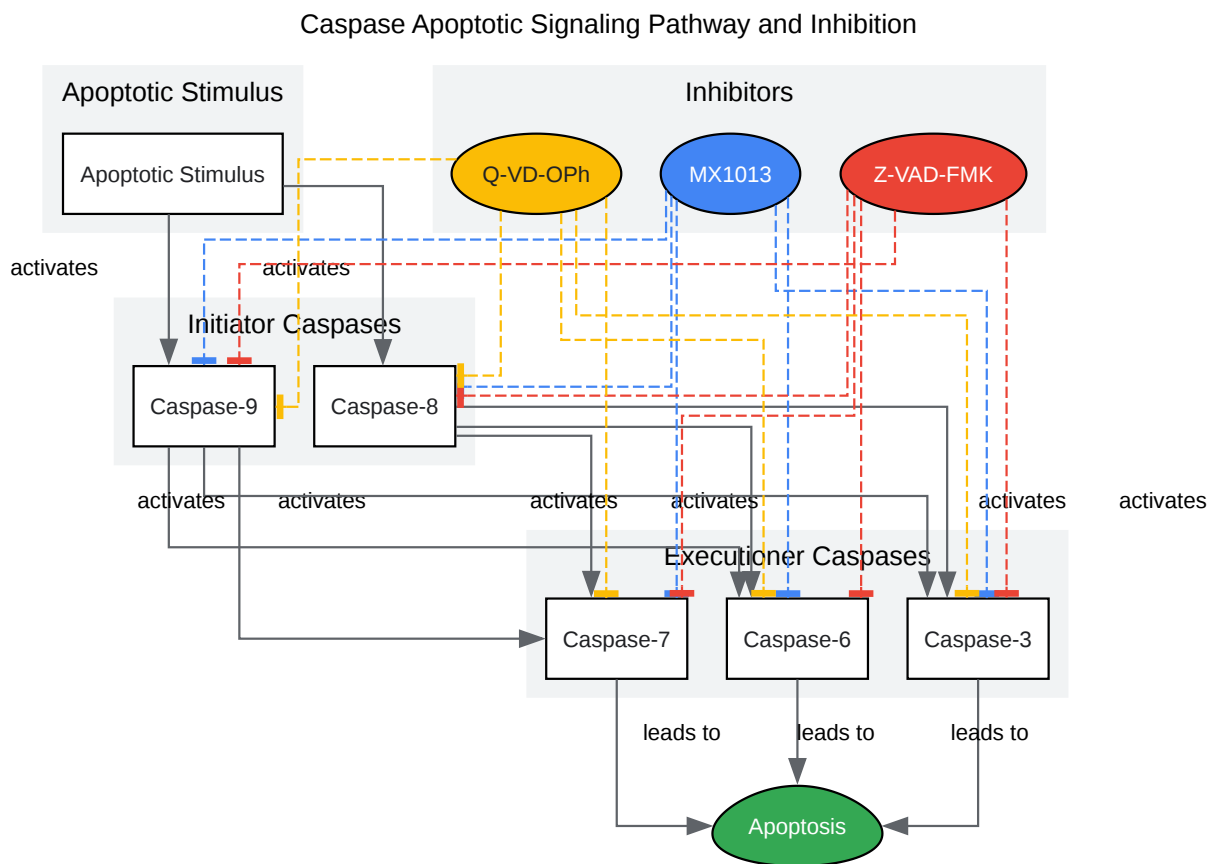 Caspase Apoptotic Signaling Pathway and Inhibition
Apoptotic Stimulus
Inhibitors
Apoptotic Stimulus
Q-VD-OPh
MX1013
Z-VAD-FMK
activates
activates
Initiator Caspases
Caspase-9
Caspase-8
activates
activates
activates
activates
activates
activates
Executioner Caspases
Caspase-7
Caspase-6
Caspase-3
leads to
leads to
leads to
Apoptosis